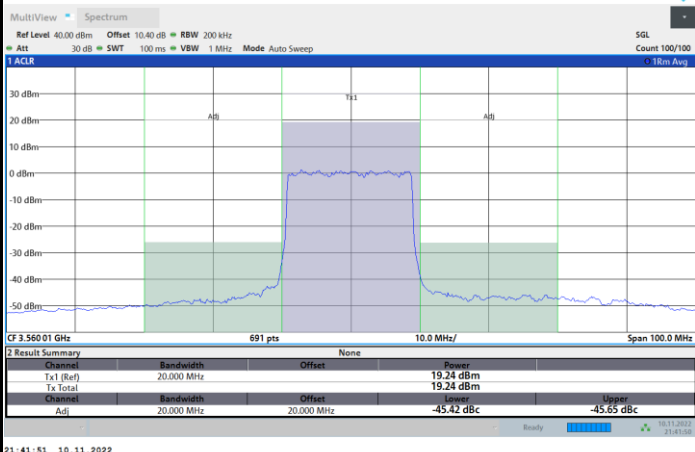 MultiView Spectrum
Ref Level 40.00 dBm Offset 10.40 dB RBW 200 kHz SGL
Att 30 dB SWT 100 ms VBW 1 MHz Mode Auto Sweep Count 100/100
1 ACLR 1Rm Avg
30 dBm
Tx1
20 dBm
Adj Adj
10 dBm
0 dBm
-10 dBm
-20 dBm
-30 dBm
-40 dBm
-50 dBm
CF 3.56001 GHz 691 pts 10.0 MHz/ Span 100.0 MHz
2 Result Summary None
Channel Bandwidth Offset Power
Tx1 (Ref) 20.000 MHz 19.24 dBm
Tx Total 19.24 dBm
Channel Bandwidth Offset Lower Upper
Adj 20.000 MHz 20.000 MHz -45.42 dBc -45.65 dBc
Ready 10.11.2022
21:41:50
21:41:51 10.11.2022